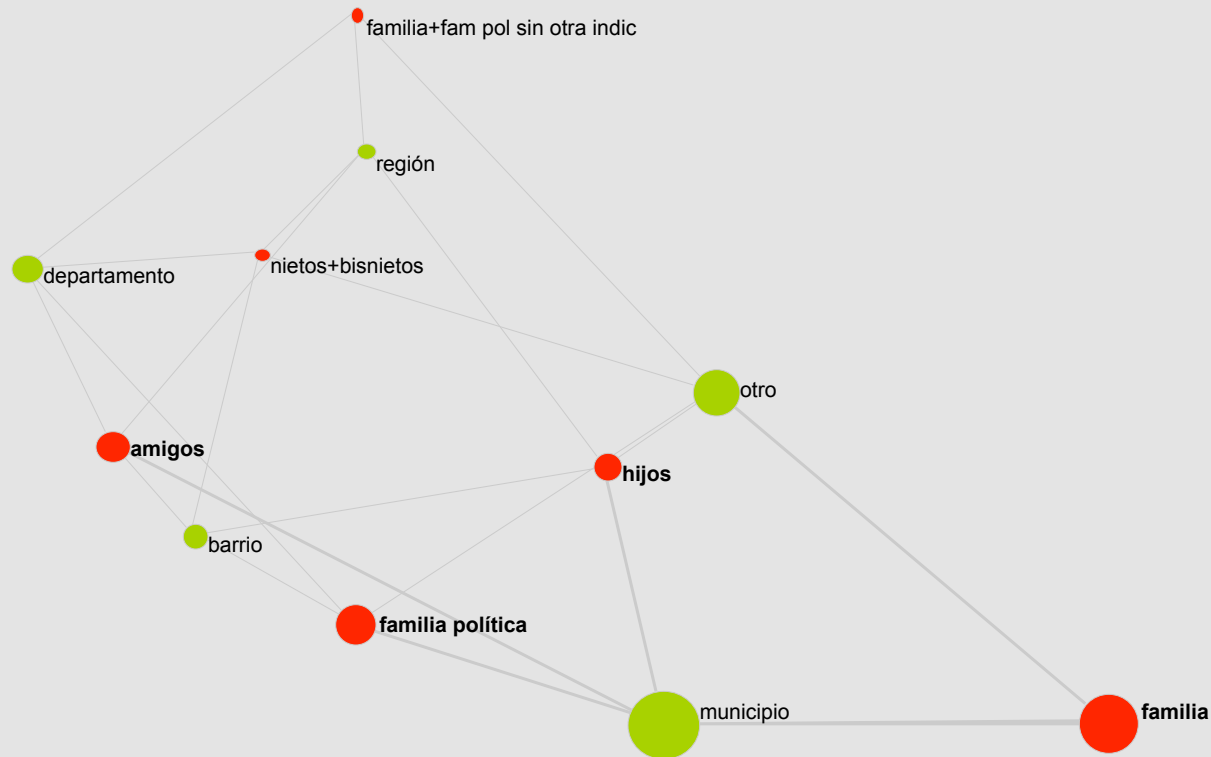 familia+fam pol sin otra indic
región
nietos+bisnietos
departamento
otro
amigos
hijos
barrio
familia política
municipio
familia